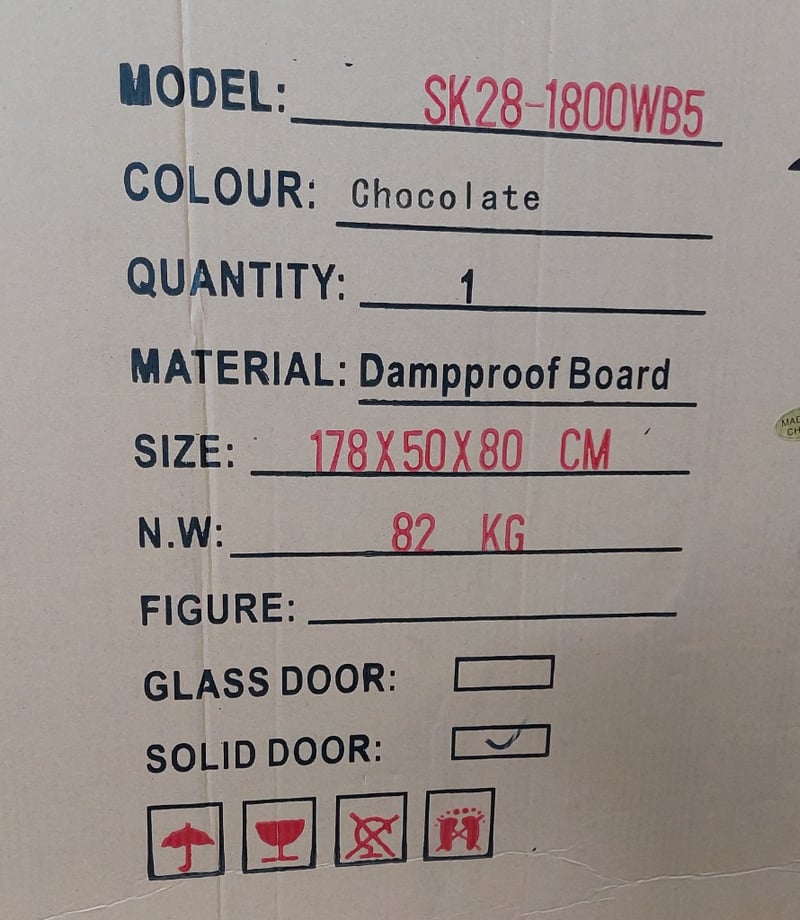 MODEL: SK28-1800WB5
COLOUR: Chocolate
QUANTITY: 1
MATERIAL: Dampproof Board
SIZE: 178X50X80 CM
N.W: 82 KG
FIGURE:
GLASS DOOR:
SOLID DOOR: